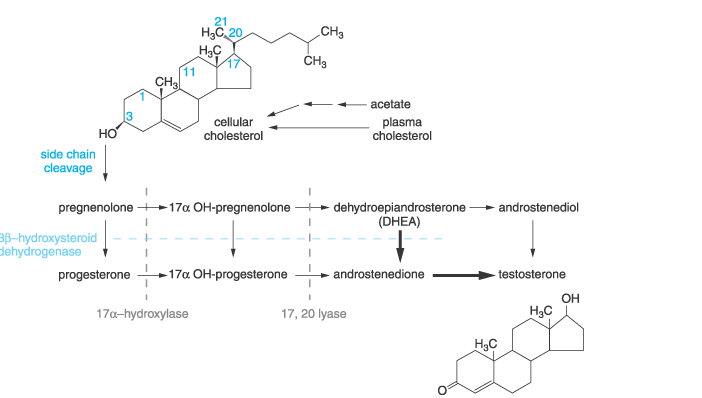 21
H₃C 20
CH₃
H₃C
17
CH₃
11
CH₃
1
3
HO
acetate
cellular
cholesterol
plasma
cholesterol
side chain
cleavage
pregnenolone
17α OH-pregnenolone
dehydroepiandrosterone
(DHEA)
androstenediol
3β–hydroxysteroid
dehydrogenase
progesterone
17α OH-progesterone
androstenedione
testosterone
17α–hydroxylase
17, 20 lyase
OH
H₃C
H₃C
O